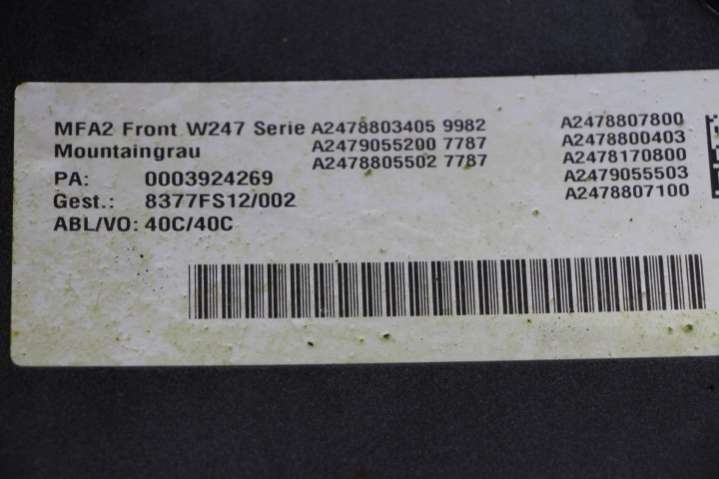 MFA2 Front W247 Serie A2478803405 9982 A2478807800
Mountaingrau A2479055200 7787 A2478800403
A2478805502 7787 A2478170800
PA: 0003924269 A2479055503
Gest.: 8377FS12/002 A2478807100
ABL/VO: 40C/40C